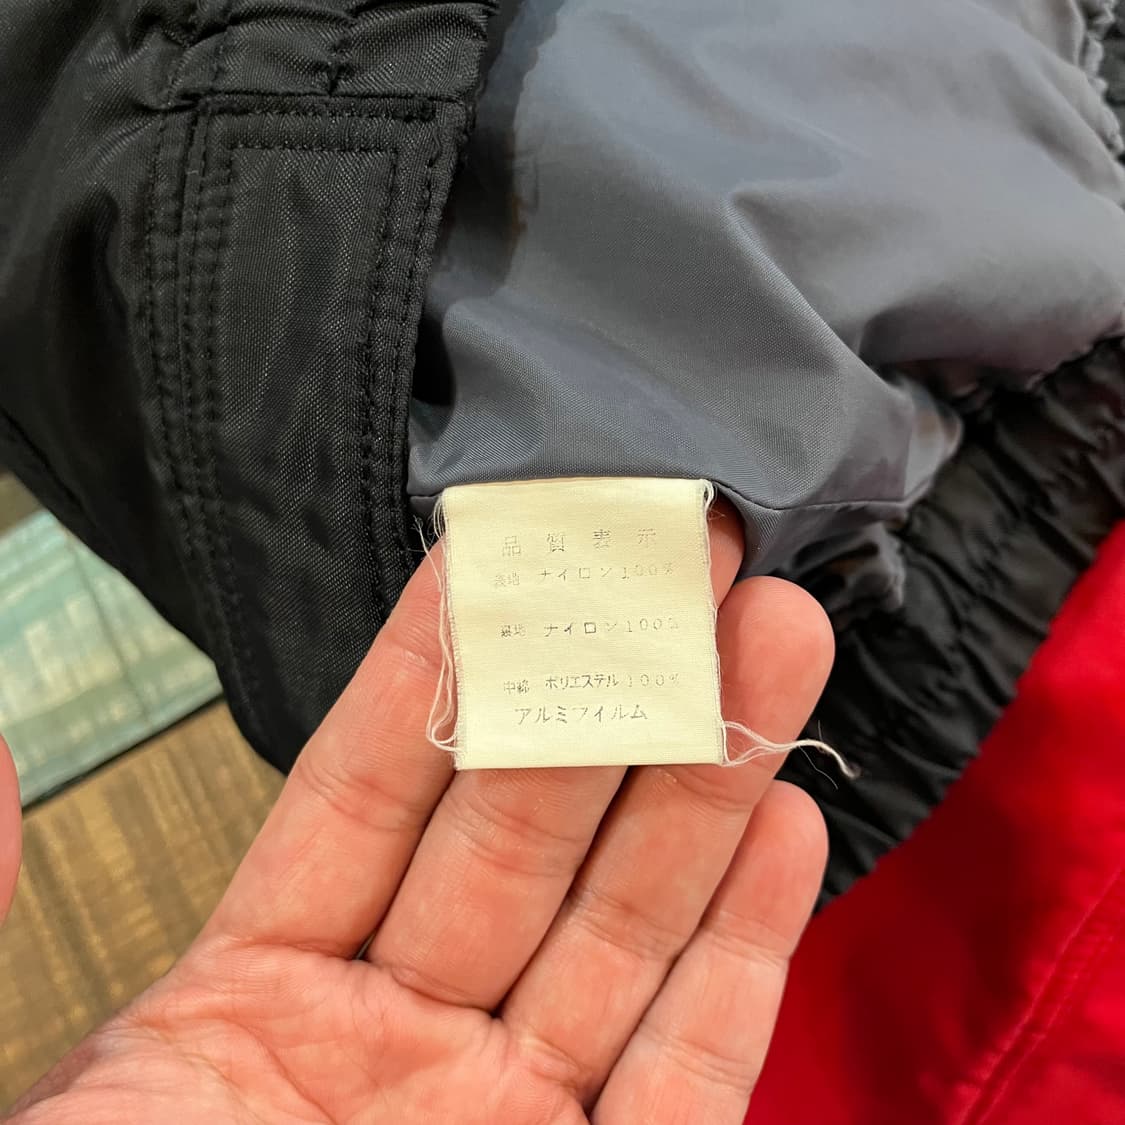 品質表示
表地 ナイロン100%
裏地 ナイロン100%
中綿 ポリエステル100%
アルミフイルム